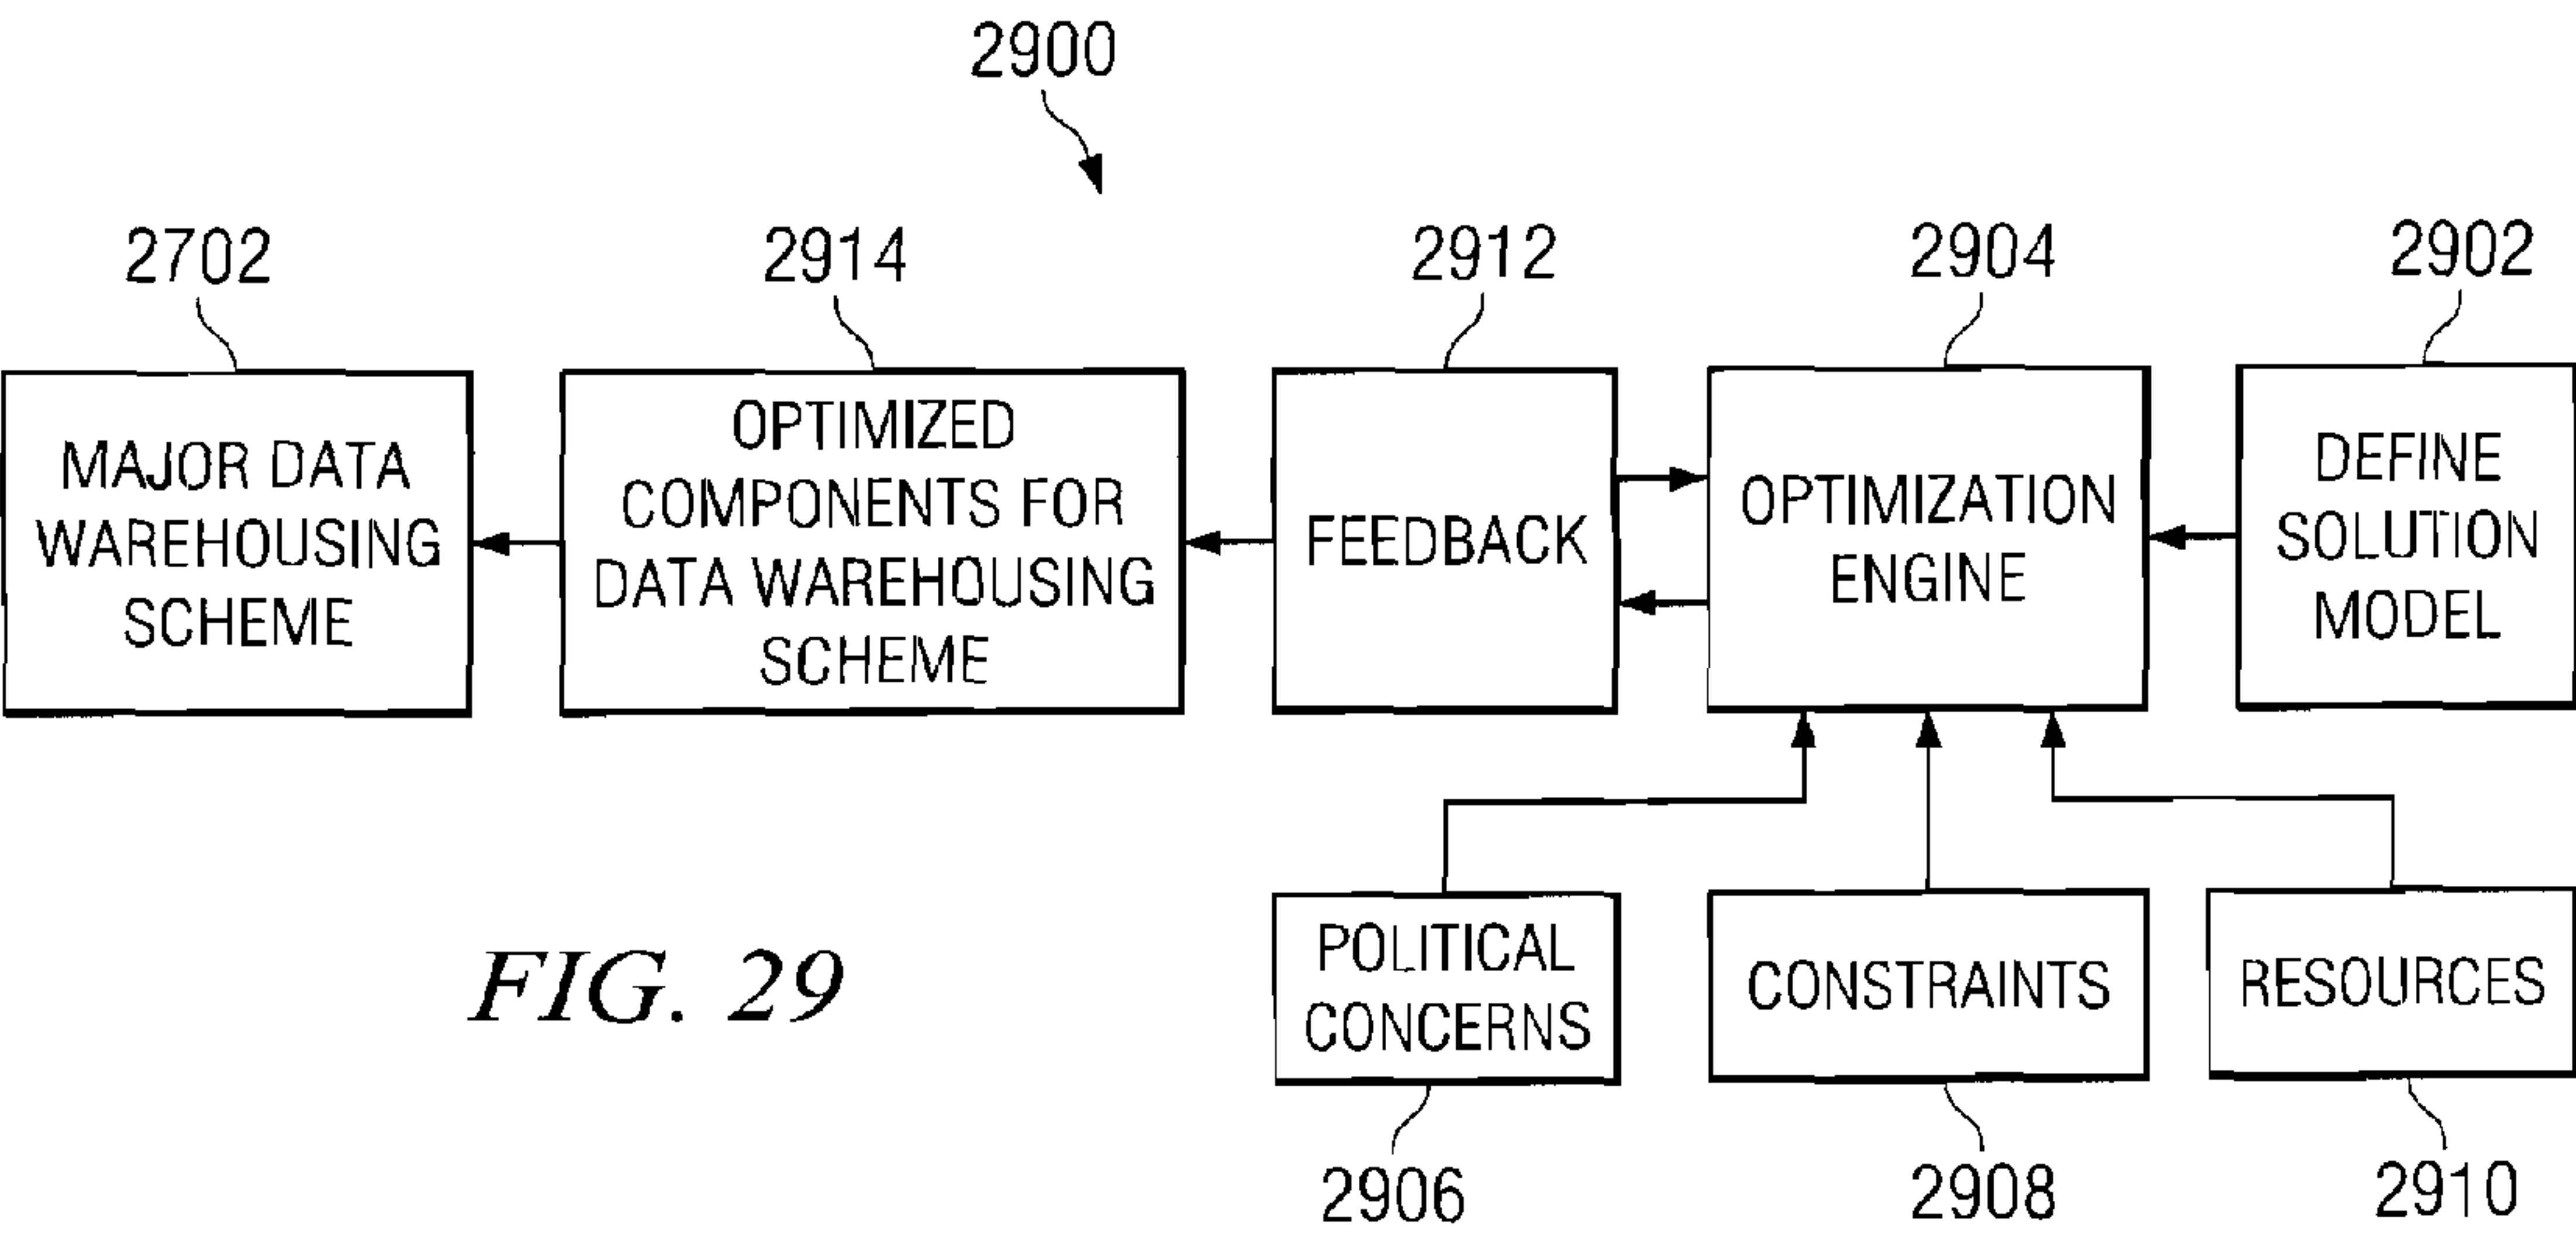 2900
2702
2914
2912
2904
2902
MAJOR DATA
WAREHOUSING
SCHEME
OPTIMIZED
COMPONENTS FOR
DATA WAREHOUSING
SCHEME
FEEDBACK
OPTIMIZATION
ENGINE
DEFINE
SOLUTION
MODEL
POLITICAL
CONCERNS
CONSTRAINTS
RESOURCES
2906
2908
2910
FIG. 29